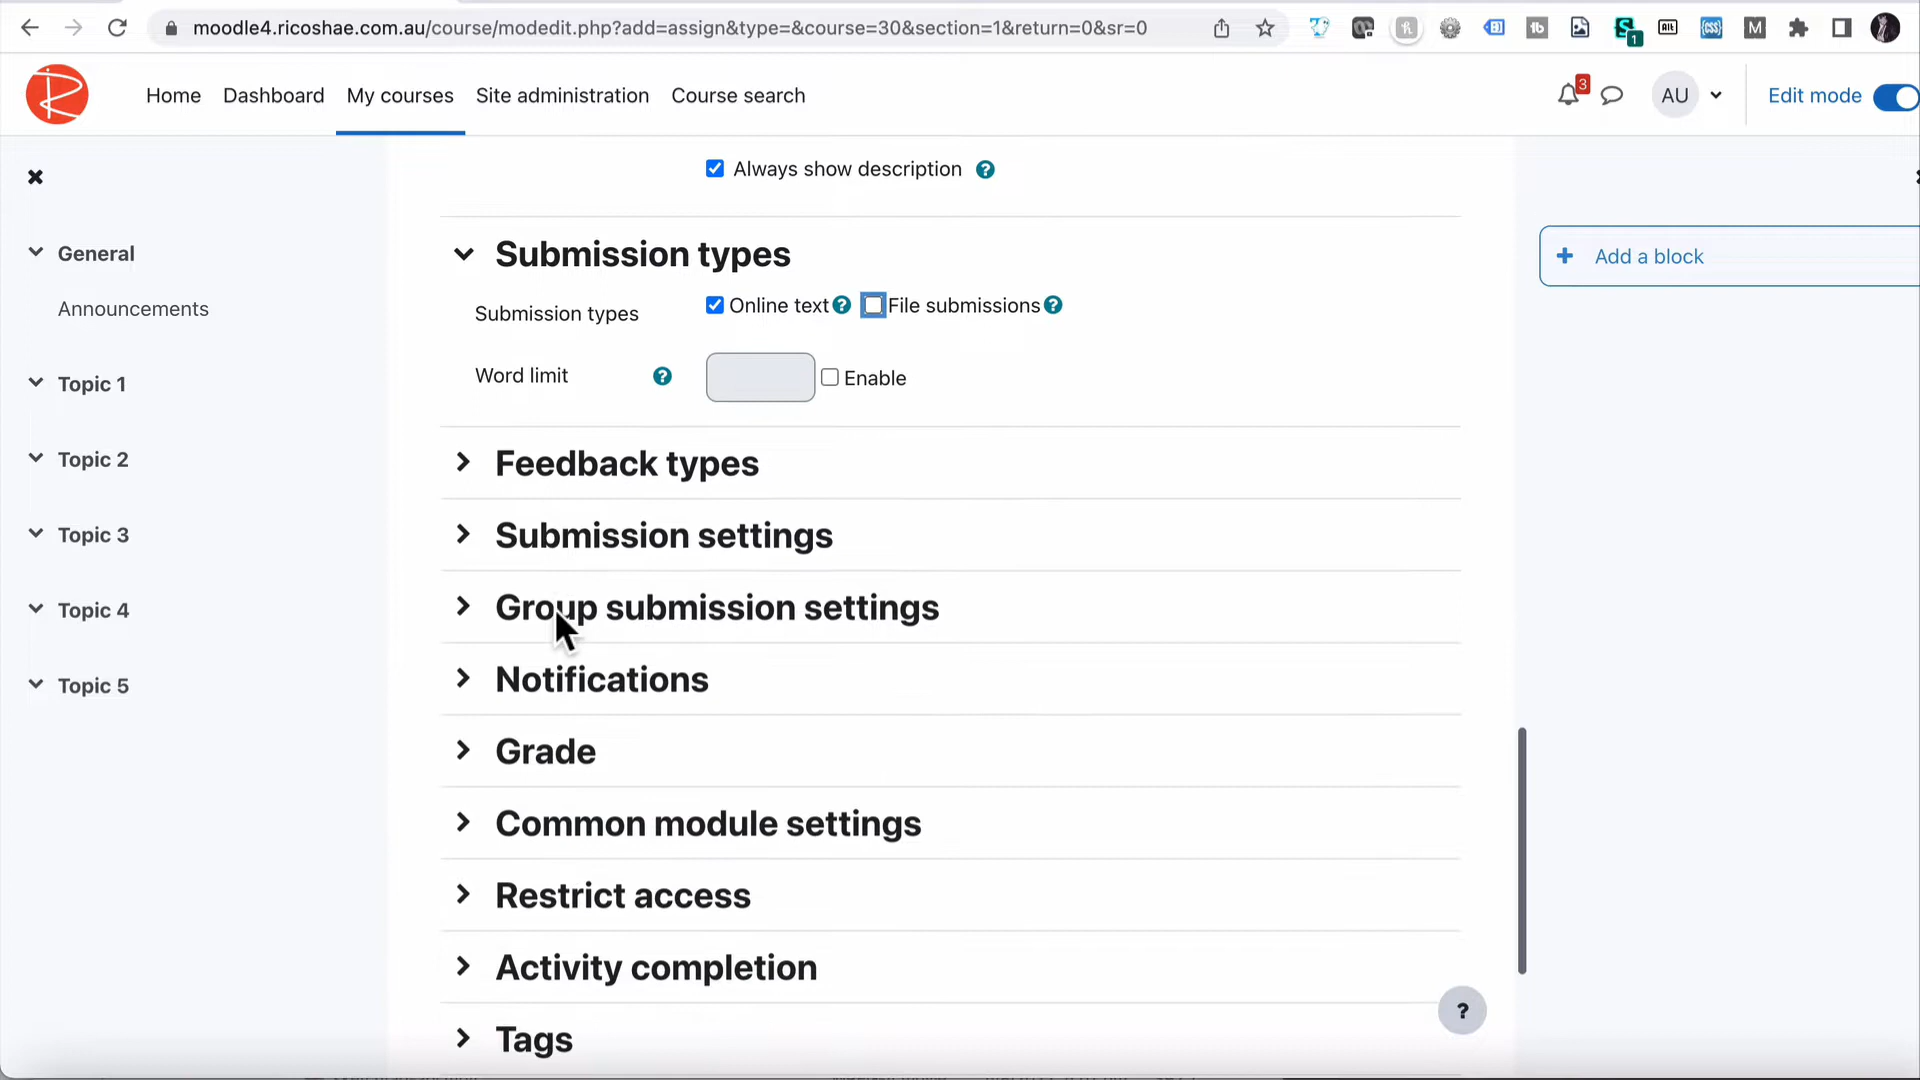 moodle4.ricoshae.com.au/course/modedit.php?add=assign&type=&course=30&section=1&return=0&sr=0
Home Dashboard My courses Site administration Course search
3
AU
Edit mode
Always show description ?
General
Announcements
Topic 1
Topic 2
Topic 3
Topic 4
Topic 5
Submission types
Submission types Online text ? File submissions ?
Word limit ? Enable
Feedback types
Submission settings
Group submission settings
Notifications
Grade
Common module settings
Restrict access
Activity completion
Tags
+ Add a block
?